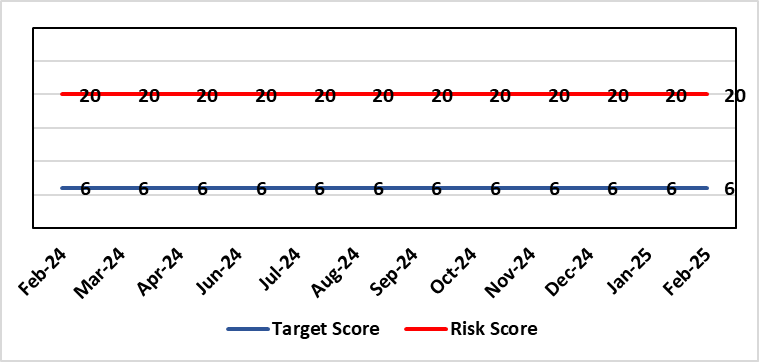 20 20 20 20 20 20 20 20 20 20 20 20
6 6 6 6 6 6 6 6 6 6 6 6
Feb-24 Mar-24 Apr-24 Jun-24 Jul-24 Aug-24 Sep-24 Oct-24 Nov-24 Dec-24 Jan-25 Feb-25
Target Score Risk Score